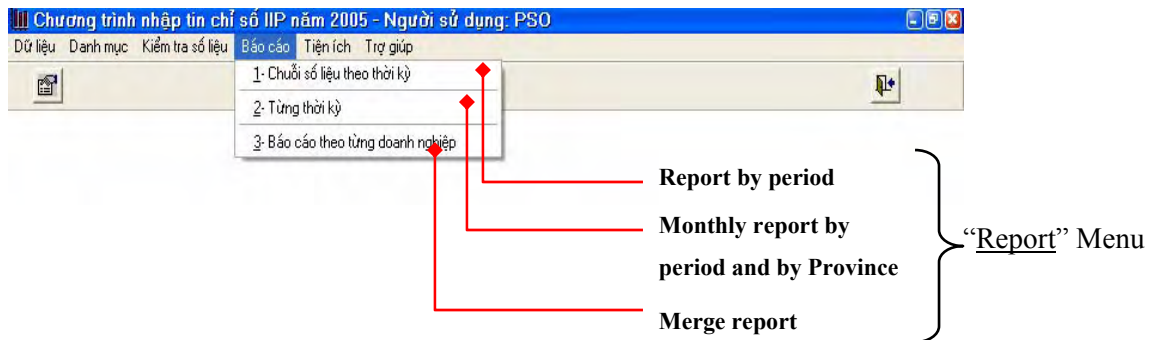 Chương trình nhập tin chỉ số IIP năm 2005 - Người sử dụng: PSO
Dữ liệu Danh mục Kiểm tra số liệu Báo cáo Tiện ích Trợ giúp
1- Chuỗi số liệu theo thời kỳ
2- Từng thời kỳ
3- Báo cáo theo từng doanh nghiệp
Report by period
Monthly report by
period and by Province
Merge report
“Report” Menu